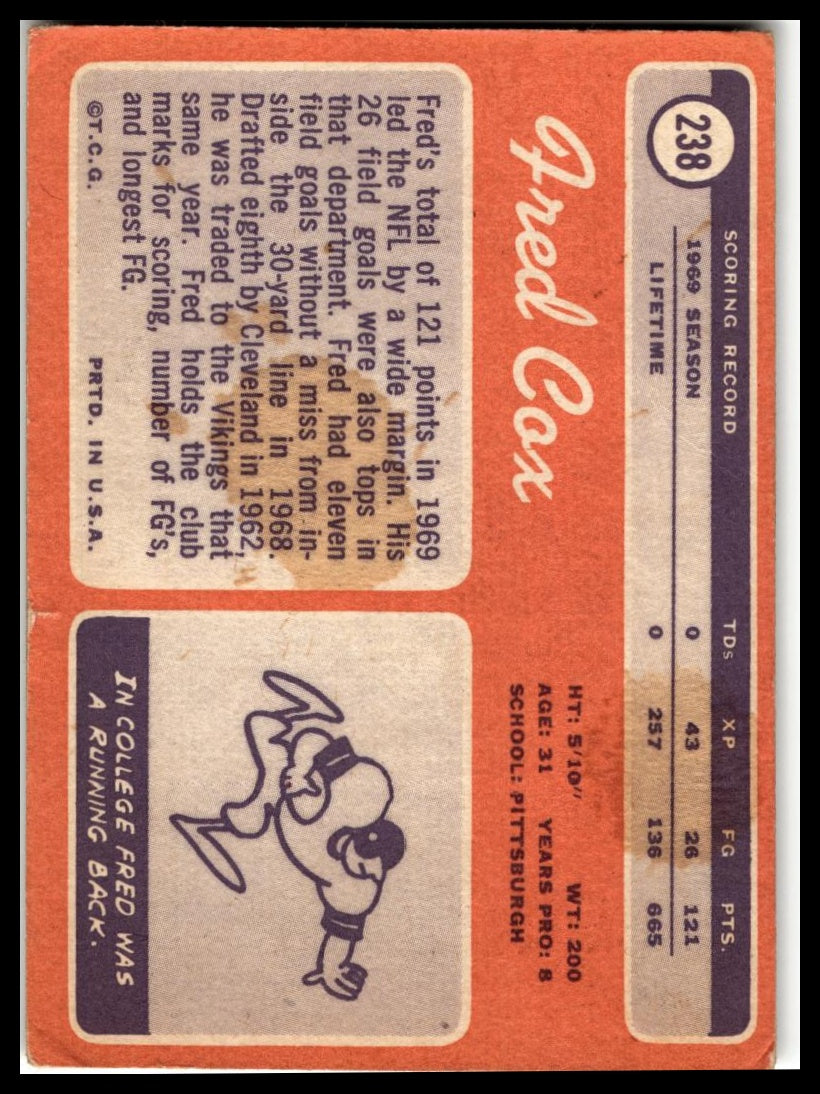 238
SCORING RECORD TDs XP FG PTS.
1969 SEASON 0 43 26 121
LIFETIME 0 257 136 665
Fred Cox
HT: 5'10" WT: 200
AGE: 31 YEARS PRO: 8
SCHOOL: PITTSBURGH
Fred's total of 121 points in 1969
led the NFL by a wide margin. His
26 field goals were also tops in
that department. Fred had eleven
field goals without a miss from in-
side the 30-yard line in 1968.
Drafted eighth by Cleveland in 1962,
he was traded to the Vikings that
same year. Fred holds the club
marks for scoring, number of FG's,
and longest FG.
©T.C.G. PRTD. IN U.S.A.
IN COLLEGE FRED WAS
A RUNNING BACK.